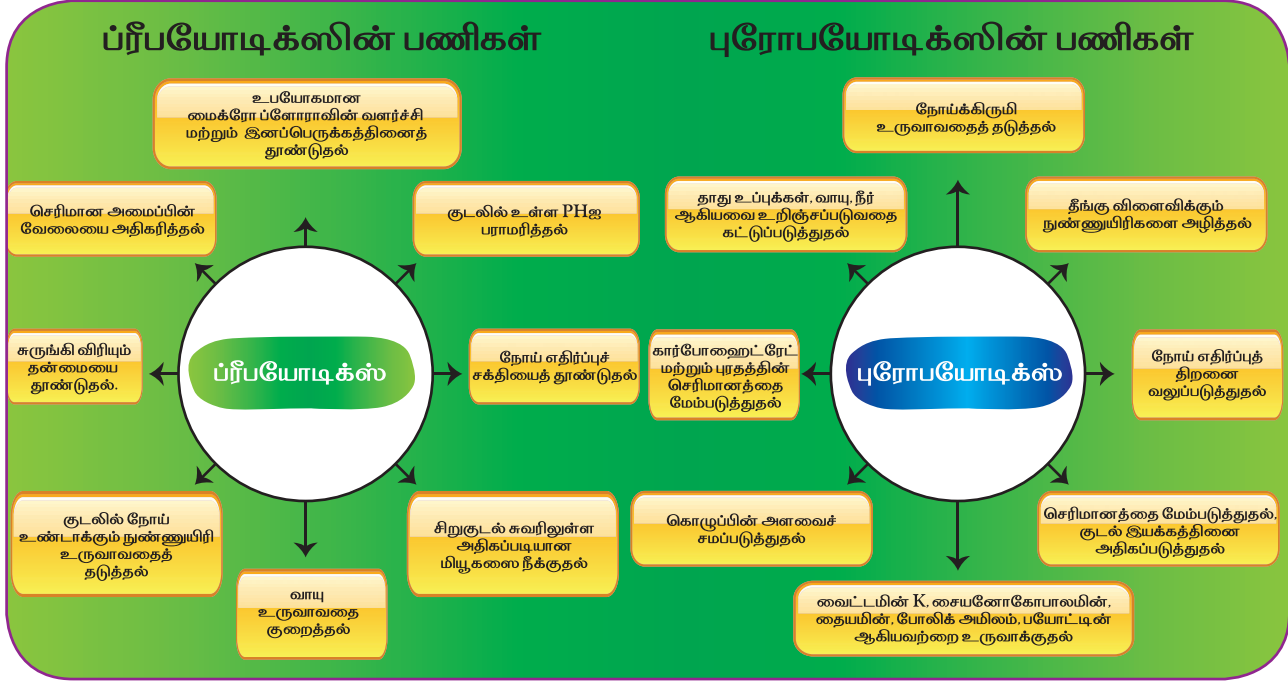 ப்ரீபயோடிக்ஸின் பணிகள்
உபயோகமான
மைக்ரோ ப்ளோராவின் வளர்ச்சி
மற்றும் இனப்பெருக்கத்தினைத்
தூண்டுதல்
செரிமான அமைப்பின்
வேலையை அதிகரித்தல்
குடலில் உள்ள PHஐ
பராமரித்தல்
சுருங்கி விரியும்
தன்மையை
தூண்டுதல்.
ப்ரீபயோடிக்ஸ்
நோய் எதிர்ப்புச்
சக்தியைத் தூண்டுதல்
குடலில் நோய்
உண்டாக்கும் நுண்ணுயிரி
உருவாவதைத்
தடுத்தல்
சிறுகுடல் சுவரிலுள்ள
அதிகப்படியான
மியூகஸை நீக்குதல்
வாயு
உருவாவதை
குறைத்தல்
புரோபயோடிக்ஸின் பணிகள்
நோய்க்கிருமி
உருவாவதைத் தடுத்தல்
தாது உப்புக்கள், வாயு, நீர்
ஆகியவை உறிஞ்சப்படுவதை
கட்டுப்படுத்துதல்
தீங்கு விளைவிக்கும்
நுண்ணுயிரிகளை அழித்தல்
கார்போஹைட்ரேட்
மற்றும் புரதத்தின்
செரிமானத்தை
மேம்படுத்துதல்
புரோபயோடிக்ஸ்
நோய் எதிர்ப்புத்
திறனை
வலுப்படுத்துதல்
கொழுப்பின் அளவைச்
சமப்படுத்துதல்
செரிமானத்தை மேம்படுத்துதல்,
குடல் இயக்கத்தினை
அதிகப்படுத்துதல்
வைட்டமின் K, சையனோகோபாலமின்,
தையமின், போலிக் அமிலம், பயோட்டின்
ஆகியவற்றை உருவாக்குதல்